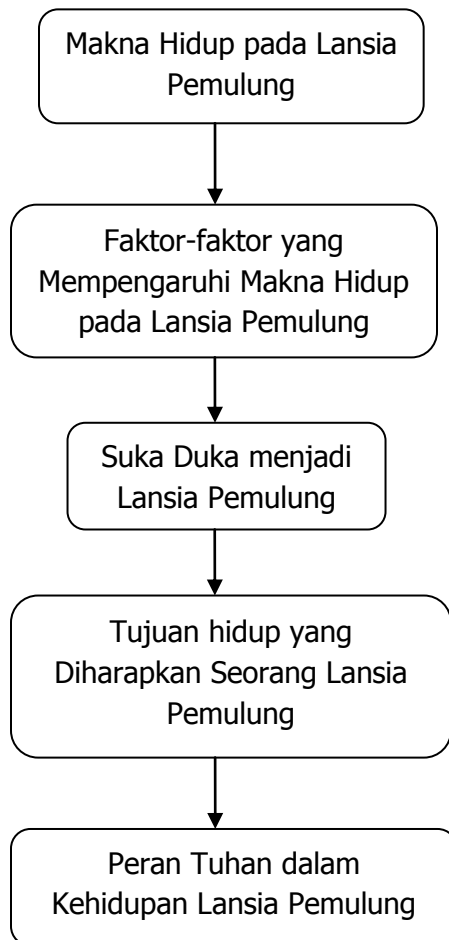 Makna Hidup pada Lansia
Pemulung
Faktor-faktor yang
Mempengaruhi Makna Hidup
pada Lansia Pemulung
Suka Duka menjadi
Lansia Pemulung
Tujuan hidup yang
Diharapkan Seorang Lansia
Pemulung
Peran Tuhan dalam
Kehidupan Lansia Pemulung